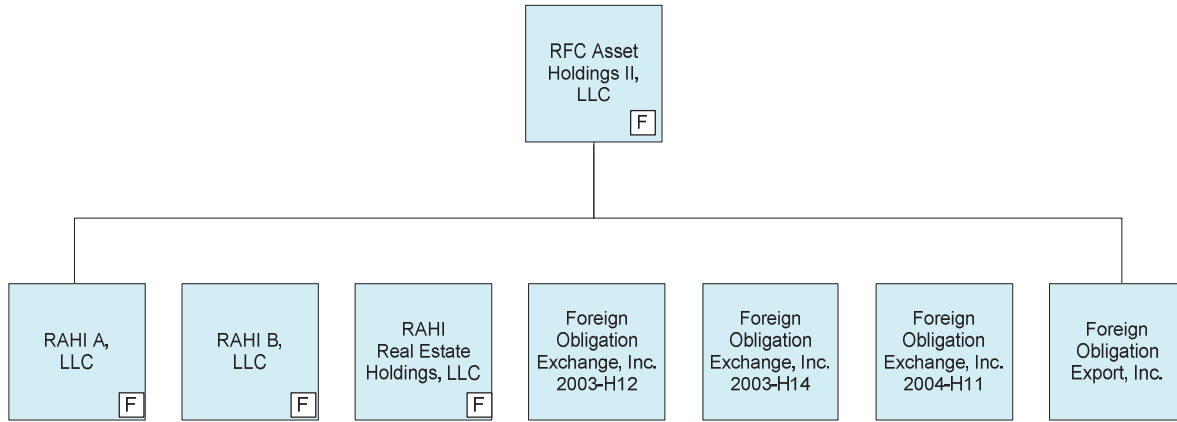 RFC Asset
Holdings II,
LLC
F
RAHI A,
LLC
F
RAHI B,
LLC
F
RAHI
Real Estate
Holdings, LLC
F
Foreign
Obligation
Exchange, Inc.
2003-H12
Foreign
Obligation
Exchange, Inc.
2003-H14
Foreign
Obligation
Exchange, Inc.
2004-H11
Foreign
Obligation
Export, Inc.